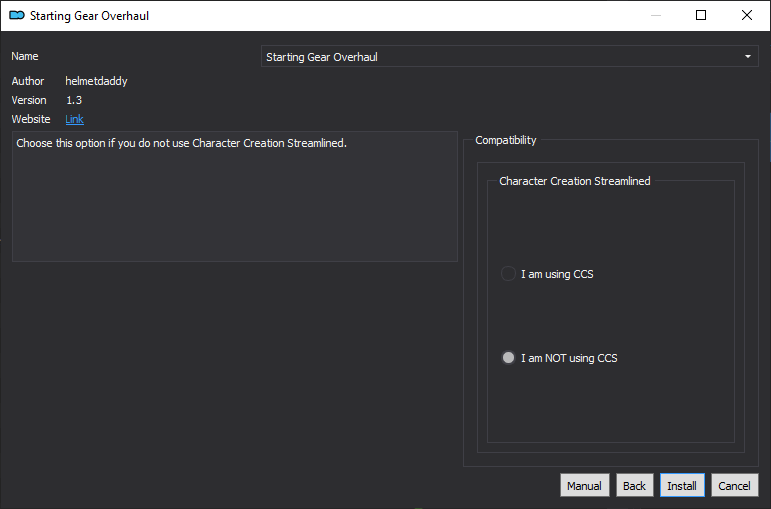 Starting Gear Overhaul
Name
Starting Gear Overhaul
Author helmetdaddy
Version 1.3
Website Link
Choose this option if you do not use Character Creation Streamlined.
Compatibility
Character Creation Streamlined
I am using CCS
I am NOT using CCS
Manual Back Install Cancel